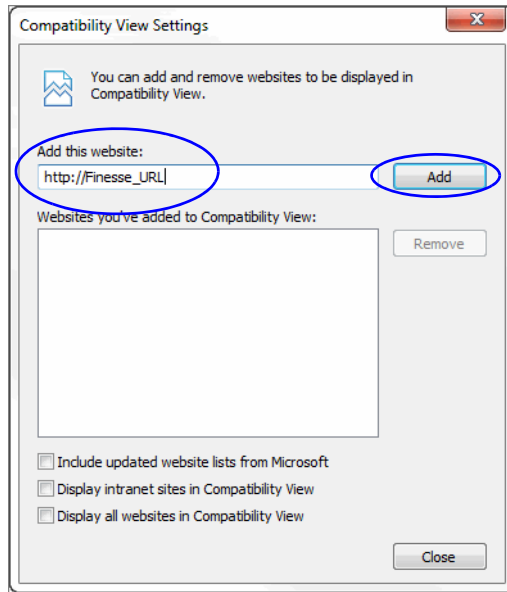 Compatibility View Settings
x
You can add and remove websites to be displayed in
Compatibility View.
Add this website:
http://Finesse_URL
Add
Websites you've added to Compatibility View:
Remove
Include updated website lists from Microsoft
Display intranet sites in Compatibility View
Display all websites in Compatibility View
Close